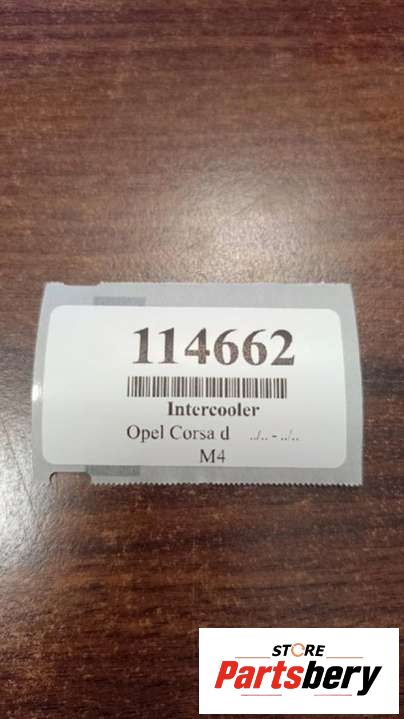 114662
Intercooler
Opel Corsa d ../.. - ../..
M4
STORE
Partsbery